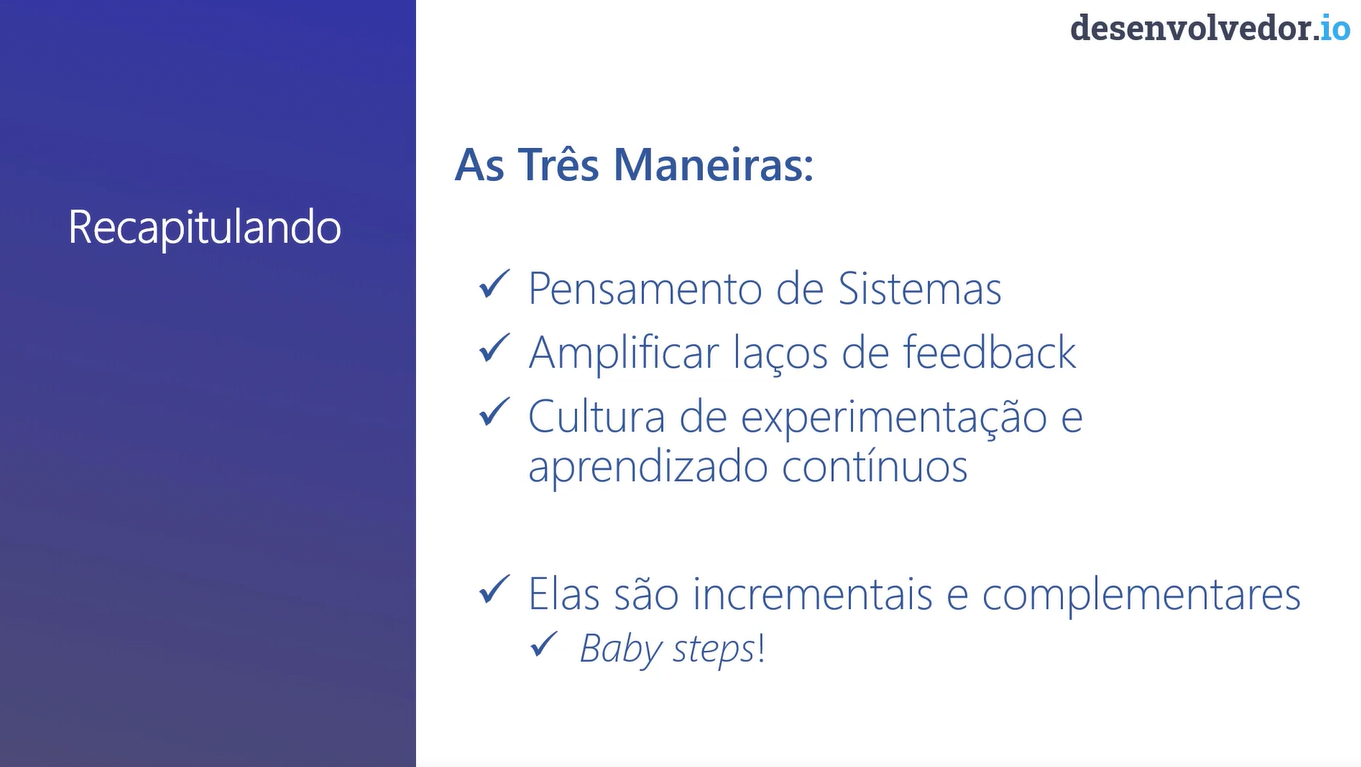 desenvolvedor.io
Recapitulando
As Três Maneiras:
Pensamento de Sistemas
Amplificar laços de feedback
Cultura de experimentação e
aprendizado contínuos
Elas são incrementais e complementares
Baby steps!